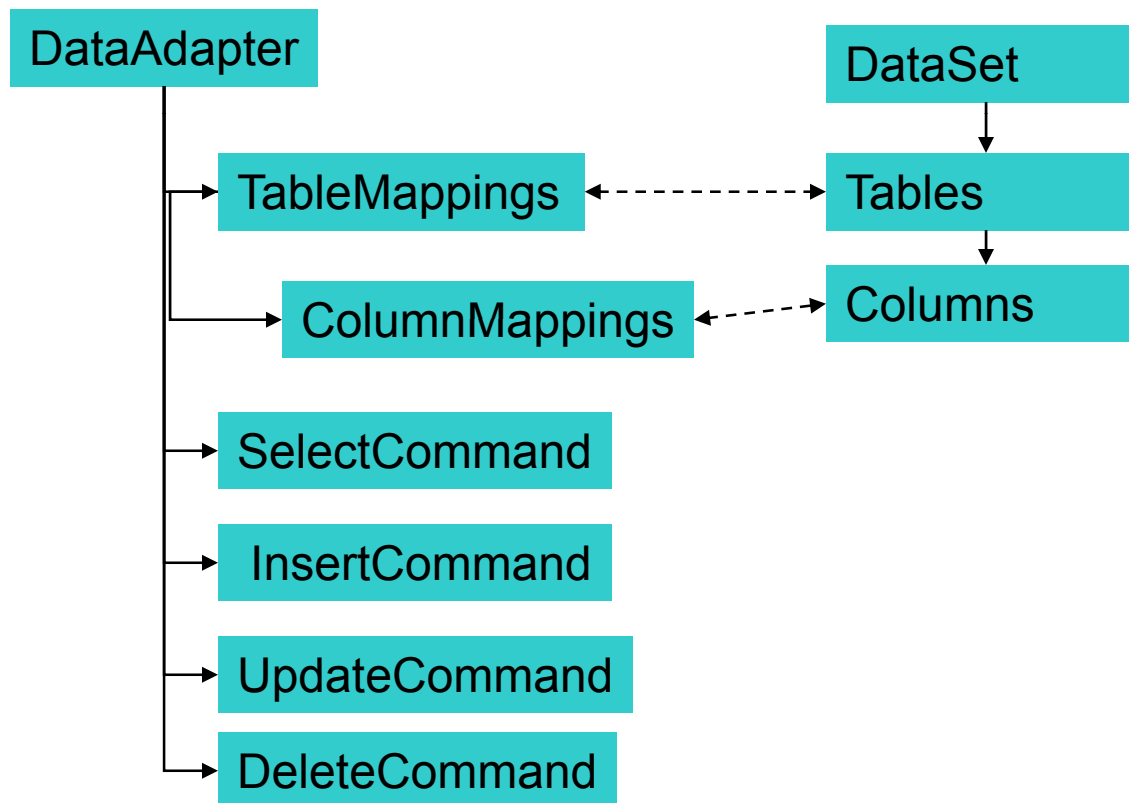 DataAdapter
DataSet
TableMappings
Tables
ColumnMappings
Columns
SelectCommand
InsertCommand
UpdateCommand
DeleteCommand